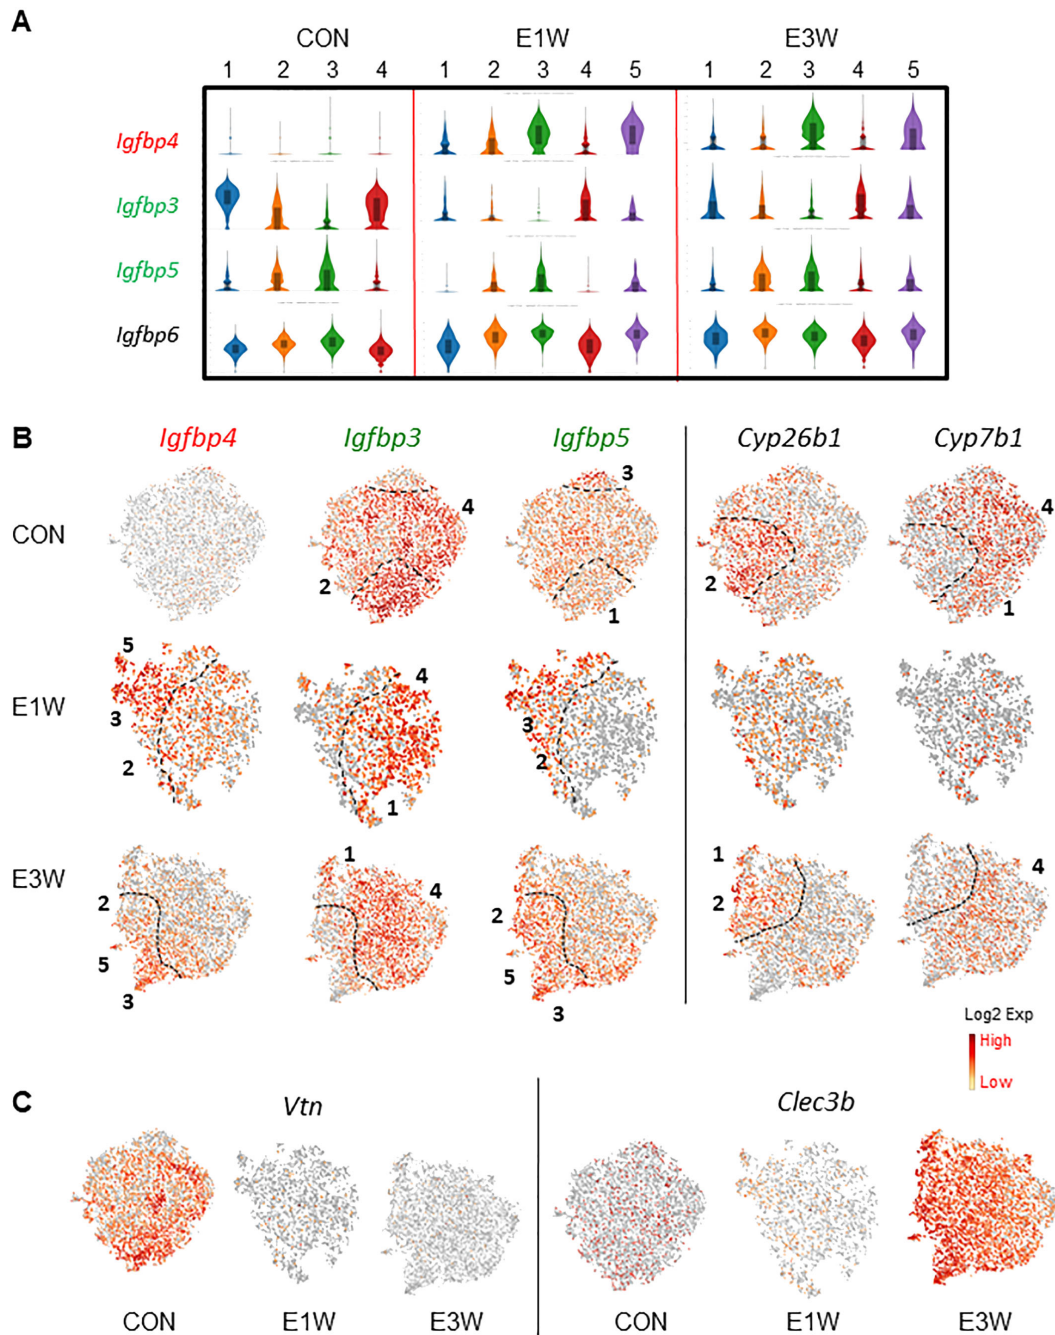 A
CON E1W E3W
1 2 3 4 1 2 3 4 5 1 2 3 4 5
Igfbp4
Igfbp3
Igfbp5
Igfbp6
B
Igfbp4 Igfbp3 Igfbp5 Cyp26b1 Cyp7b1
CON
4 2
3 1
2
4 1
E1W
5 3 2
4 1
3 2
E3W
2 5 3
1 4
2 5 3
1 2
4
Log2 Exp
High
Low
C
Vtn Clec3b
CON E1W E3W CON E1W E3W